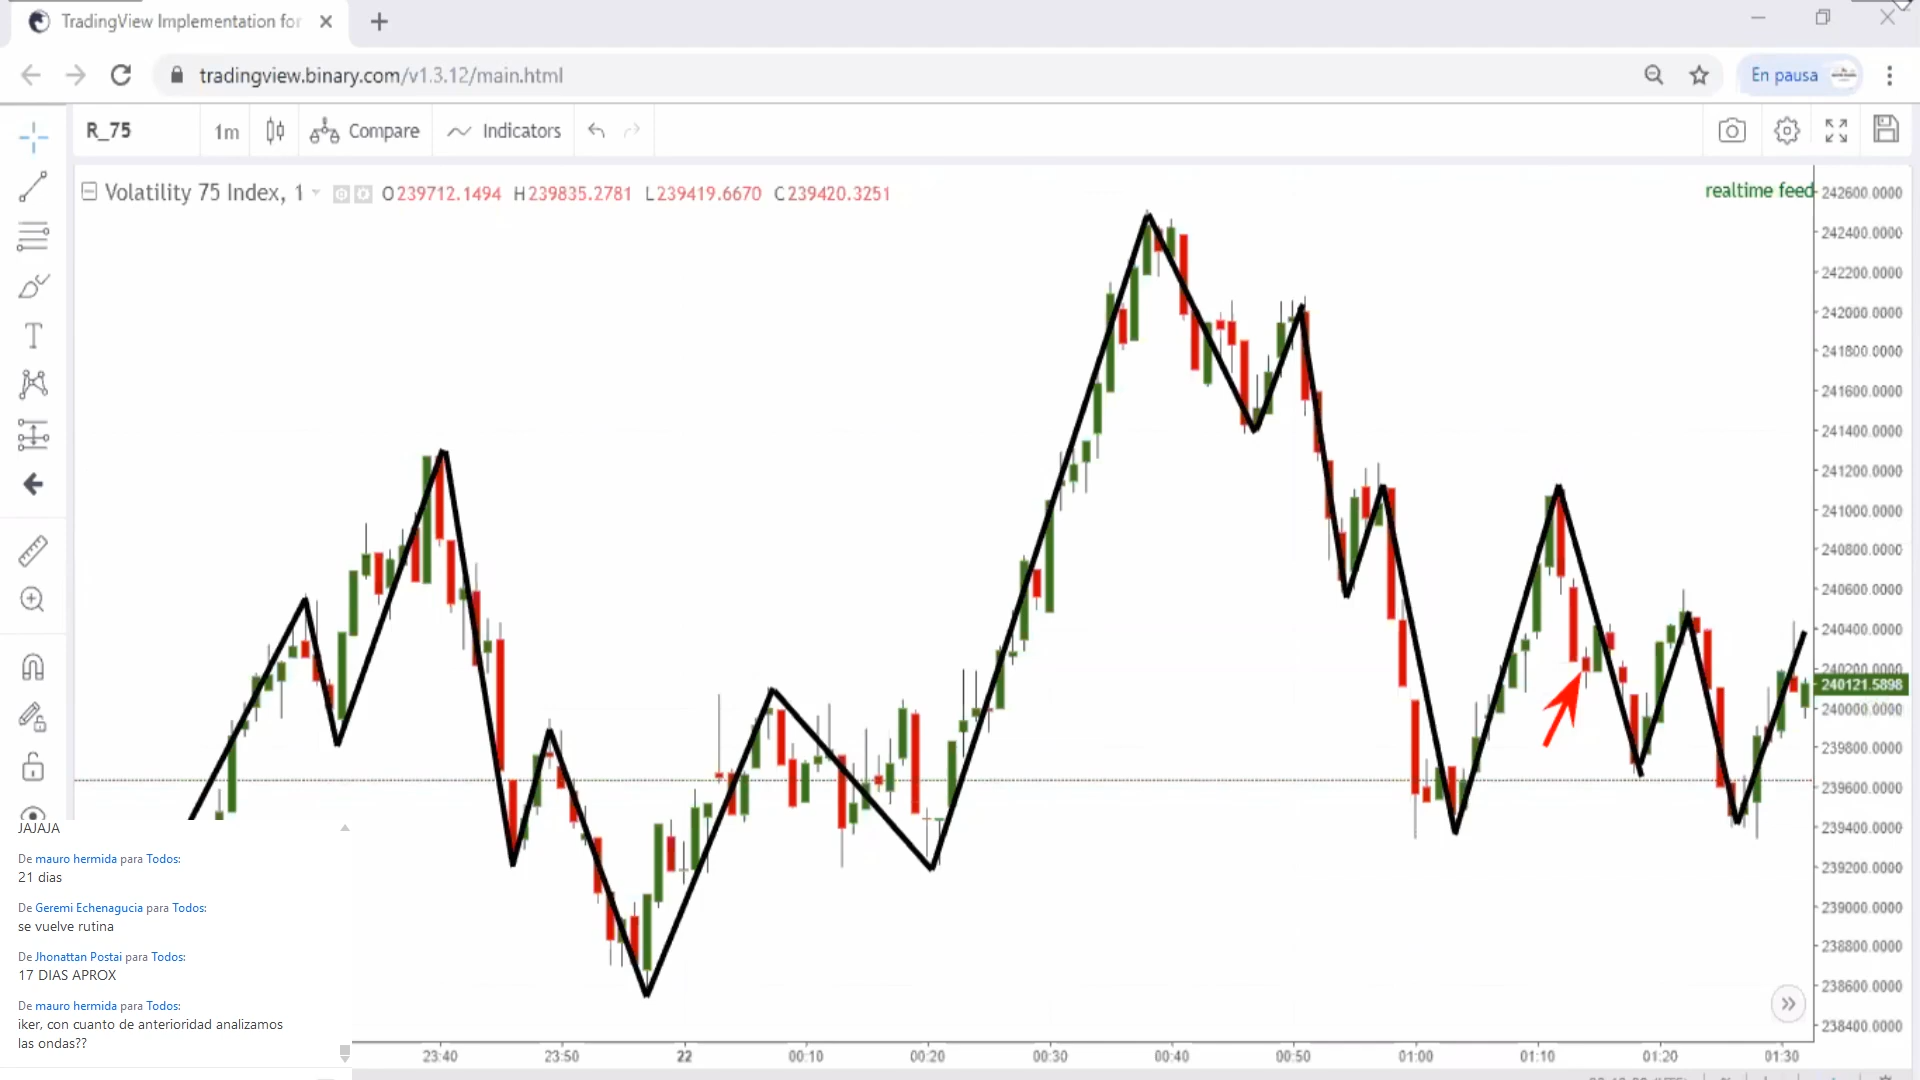 TradingView Implementation for
tradingview.binary.com/v1.3.12/main.html
En pausa
R_75
1m
Compare
Indicators
Volatility 75 Index, 1
O239712.1494 H239835.2781 L239419.6670 C239420.3251
realtime feed
242600.0000
242400.0000
242200.0000
242000.0000
241800.0000
241600.0000
241400.0000
241200.0000
241000.0000
240800.0000
240600.0000
240400.0000
240200.0000
240121.5898
240000.0000
239800.0000
239600.0000
239400.0000
239200.0000
239000.0000
238800.0000
238600.0000
238400.0000
JAJAJA
De mauro hermida para Todos:
21 dias
De Geremi Echenagucia para Todos:
se vuelve rutina
De Jhonattan Postai para Todos:
17 DIAS APROX
De mauro hermida para Todos:
iker, con cuanto de anterioridad analizamos
las ondas??
23:40
23:50
22
00:10
00:20
00:30
00:40
00:50
01:00
01:10
01:20
01:30